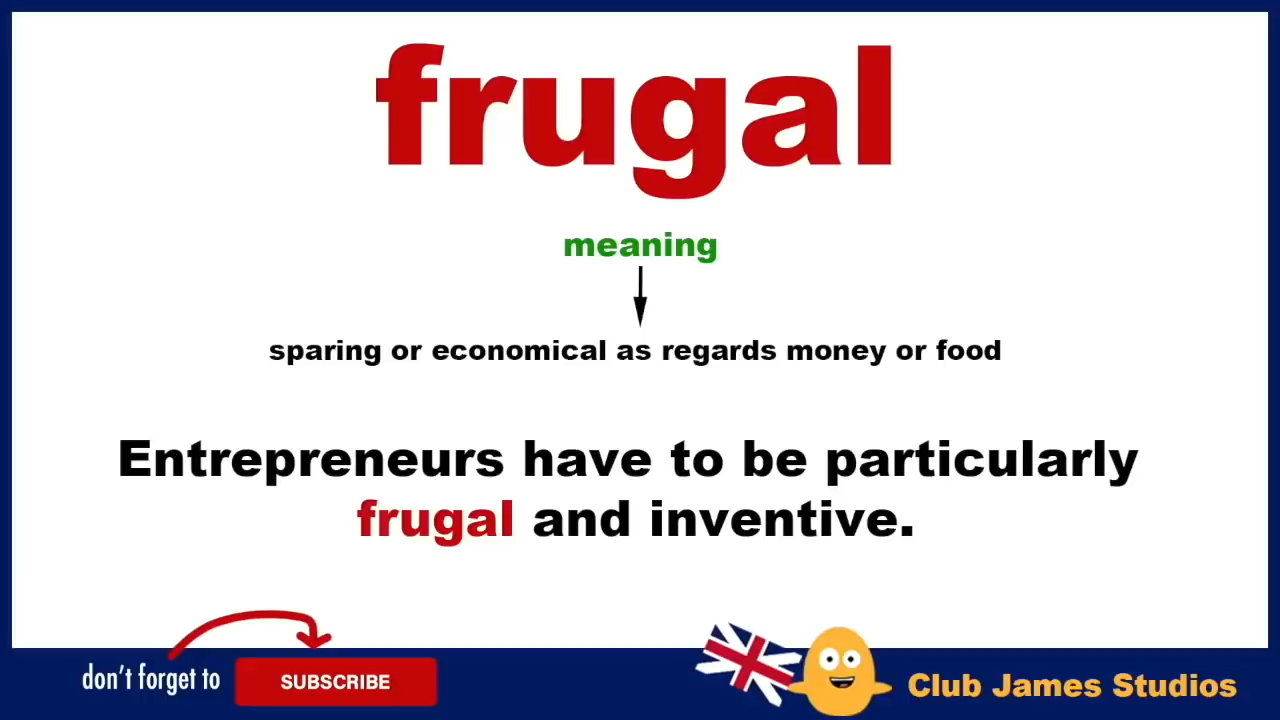 frugal
meaning
sparing or economical as regards money or food
Entrepreneurs have to be particularly
frugal and inventive.
don't forget to SUBSCRIBE
Club James Studios